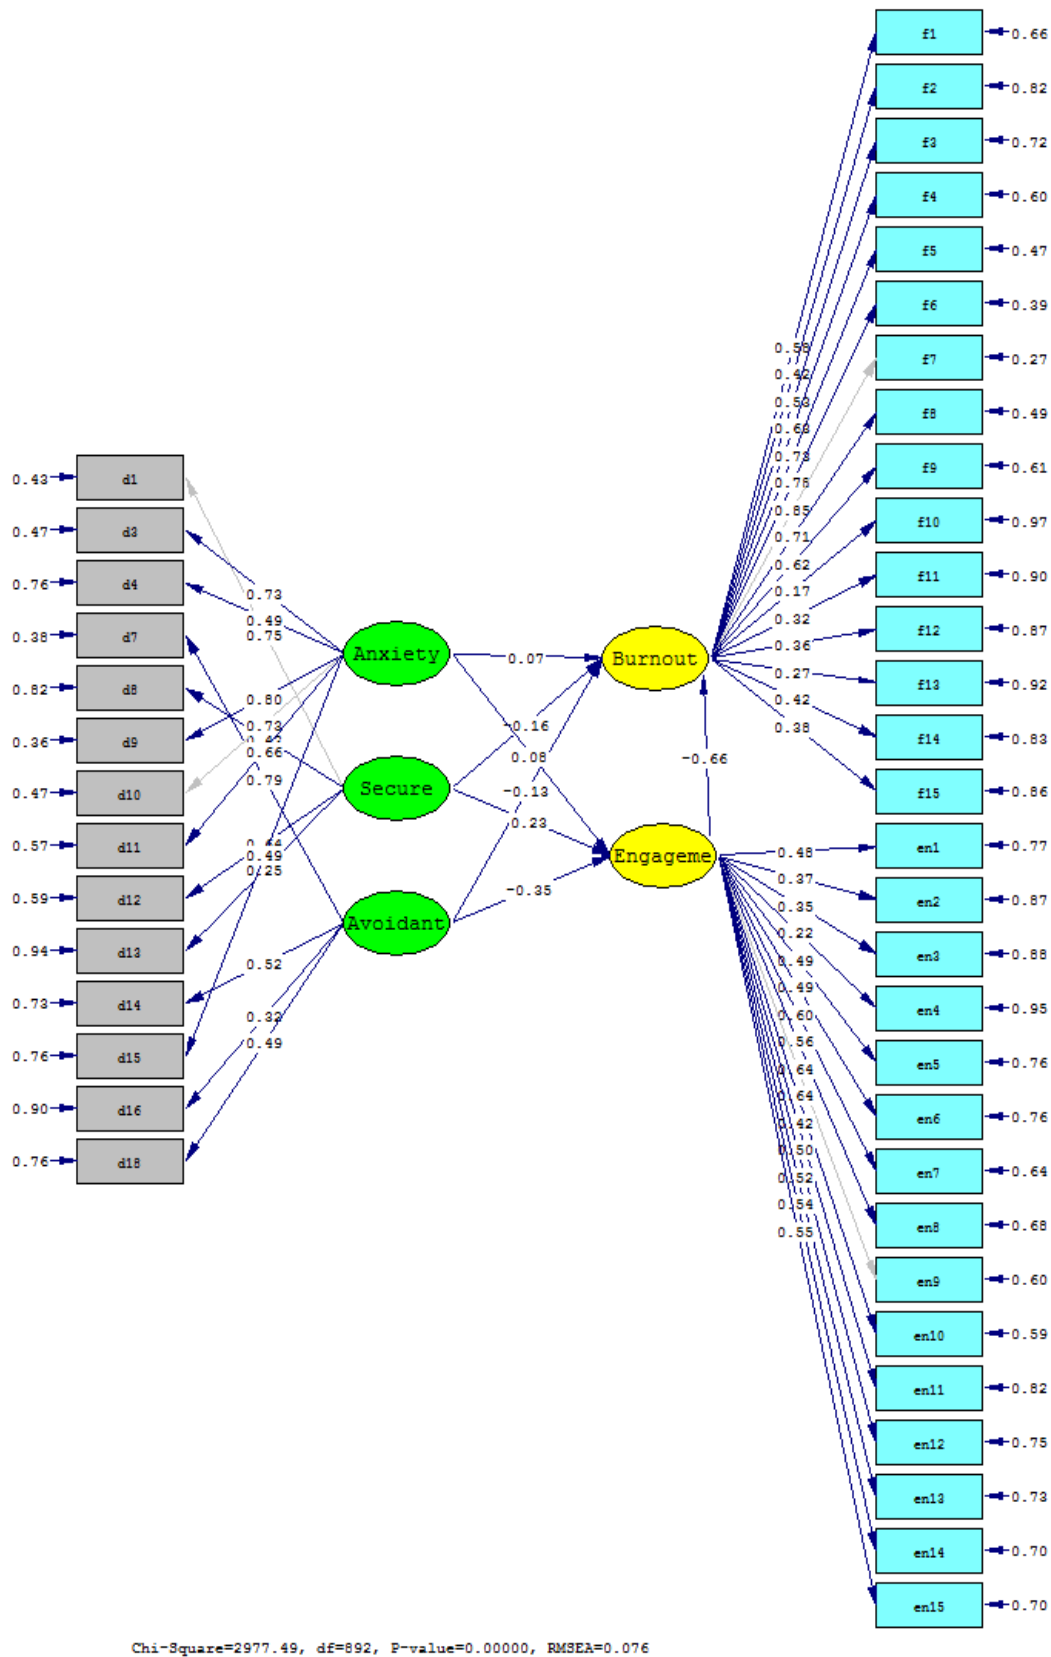 f1 0.66
f2 0.82
f3 0.72
f4 0.60
f5 0.47
f6 0.39
f7 0.27
f8 0.49
f9 0.61
f10 0.97
f11 0.90
f12 0.87
f13 0.92
f14 0.83
f15 0.86
en1 0.77
en2 0.87
en3 0.88
en4 0.95
en5 0.76
en6 0.76
en7 0.64
en8 0.68
en9 0.60
en10 0.59
en11 0.82
en12 0.75
en13 0.73
en14 0.70
en15 0.70
0.43 d1
0.47 d3
0.76 d4
0.38 d7
0.82 d8
0.36 d9
0.47 d10
0.57 d11
0.59 d12
0.94 d13
0.73 d14
0.76 d15
0.90 d16
0.76 d18
0.73
0.49
0.75
0.80
0.73
0.66
0.79
0.49
0.25
0.52
0.32
0.49
Anxiety
Secure
Avoidant
0.07
-0.16
0.08
-0.13
0.23
-0.35
-0.66
Burnout
Engageme
0.58
0.42
0.53
0.63
0.73
0.78
0.85
0.71
0.62
0.17
0.32
0.36
0.27
0.42
0.38
0.48
0.37
0.35
0.22
0.49
0.49
0.60
0.56
0.64
0.64
0.42
0.50
0.52
0.54
0.55
Chi-Square=2977.49, df=892, P-value=0.00000, RMSEA=0.076